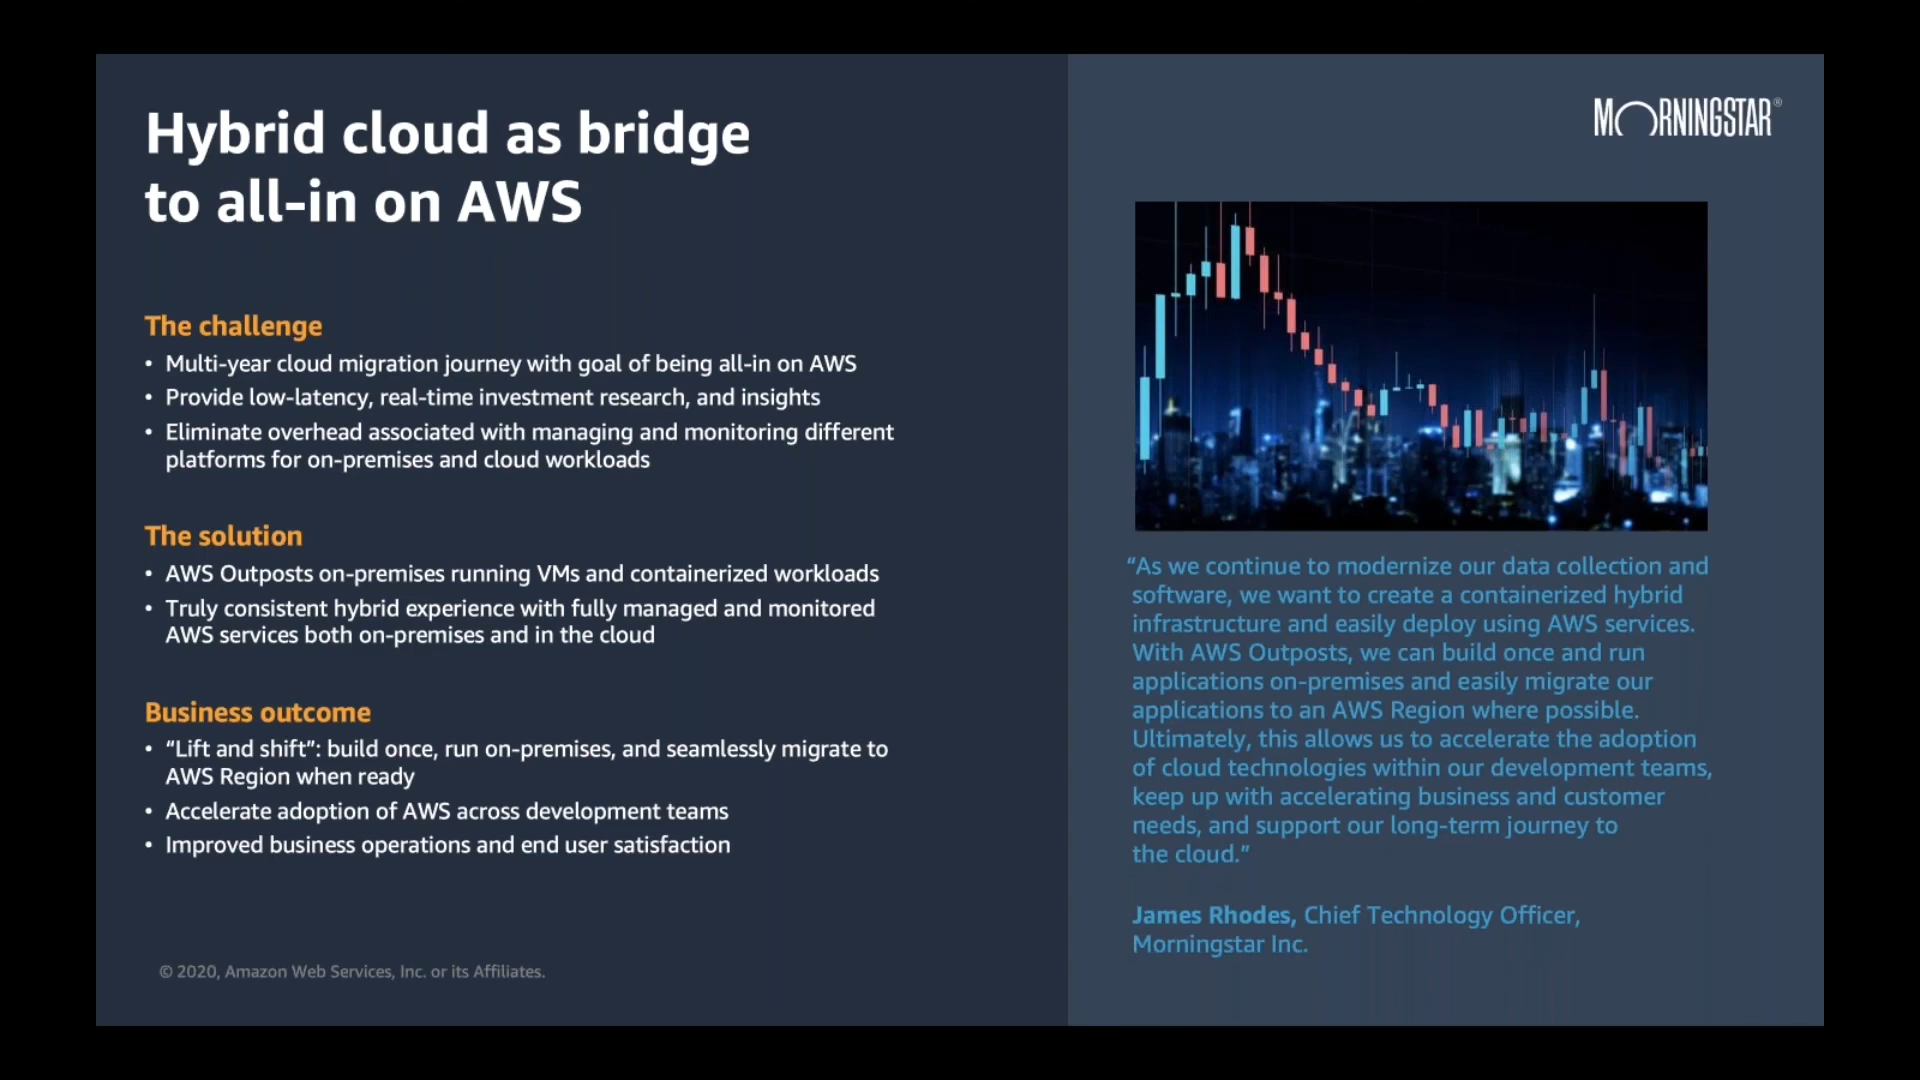 Hybrid cloud as bridge
to all-in on AWS
The challenge
• Multi-year cloud migration journey with goal of being all-in on AWS
• Provide low-latency, real-time investment research, and insights
• Eliminate overhead associated with managing and monitoring different
platforms for on-premises and cloud workloads
The solution
• AWS Outposts on-premises running VMs and containerized workloads
• Truly consistent hybrid experience with fully managed and monitored
AWS services both on-premises and in the cloud
Business outcome
• “Lift and shift”: build once, run on-premises, and seamlessly migrate to
AWS Region when ready
• Accelerate adoption of AWS across development teams
• Improved business operations and end user satisfaction
© 2020, Amazon Web Services, Inc. or its Affiliates.
MORNINGSTAR®
“As we continue to modernize our data collection and
software, we want to create a containerized hybrid
infrastructure and easily deploy using AWS services.
With AWS Outposts, we can build once and run
applications on-premises and easily migrate our
applications to an AWS Region where possible.
Ultimately, this allows us to accelerate the adoption
of cloud technologies within our development teams,
keep up with accelerating business and customer
needs, and support our long-term journey to
the cloud.”
James Rhodes, Chief Technology Officer,
Morningstar Inc.